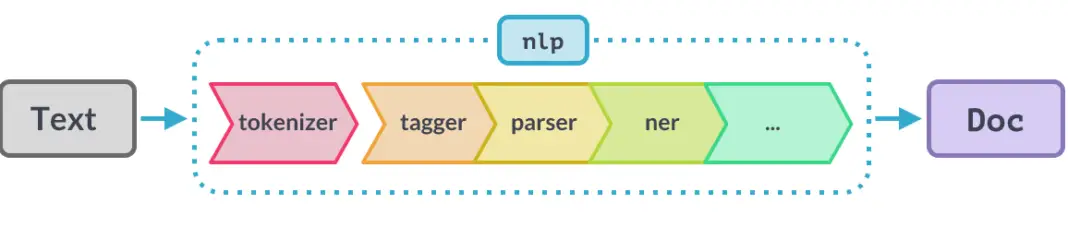 nlp
Text
tokenizer
tagger
parser
ner
...
Doc